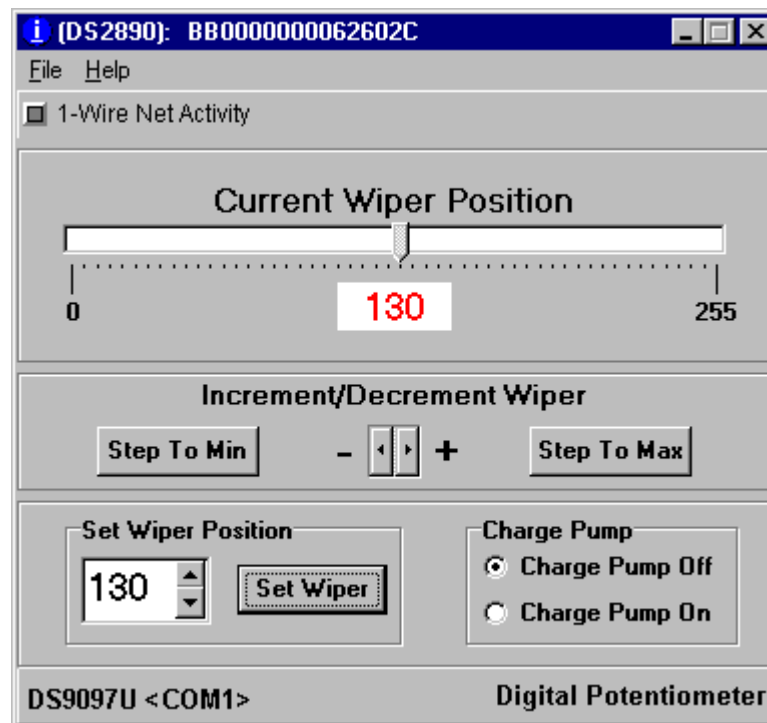 (DS2890): BB0000000062602C
File Help
1-Wire Net Activity
Current Wiper Position
0 130 255
Increment/Decrement Wiper
Step To Min - + Step To Max
Set Wiper Position
130 Set Wiper
Charge Pump
Charge Pump Off
Charge Pump On
DS9097U <COM1> Digital Potentiometer